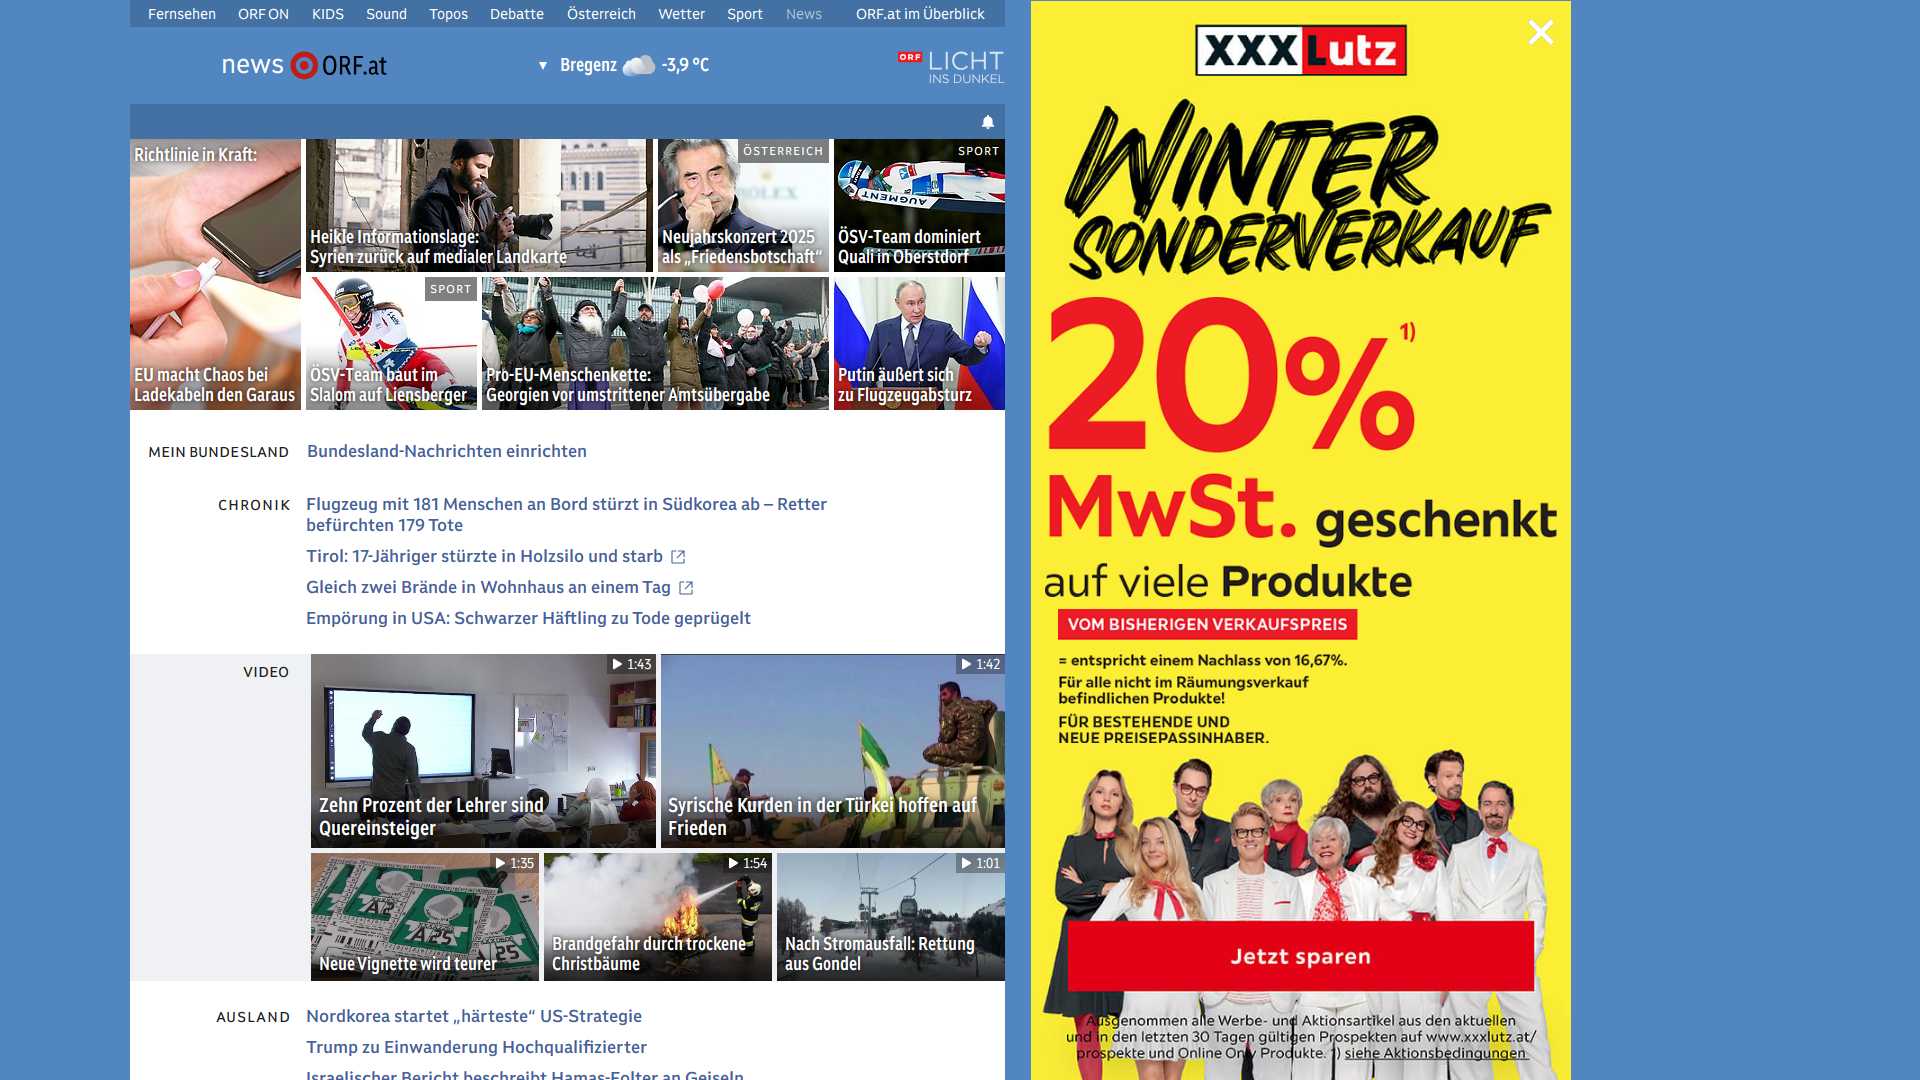 Fernsehen ORF ON KIDS Sound Topos Debatte Österreich Wetter Sport News ORF.at im Überblick
news ORF.at
▼ Bregenz -3,9 °C
ORF LICHT
INS DUNKEL
Richtlinie in Kraft:
EU macht Chaos bei
Ladekabeln den Garaus
Heikle Informationslage:
Syrien zurück auf medialer Landkarte
ÖSTERREICH
ROLEX
Neujahrskonzert 2025
als „Friedensbotschaft“
SPORT
AUGMENT
ÖSV-Team dominiert
Quali in Oberstdorf
SPORT
ÖSV-Team baut im
Slalom auf Liensberger
Pro-EU-Menschenkette:
Georgien vor umstrittener Amtsübergabe
Putin äußert sich
zu Flugzeugabsturz
MEIN BUNDESLAND
Bundesland-Nachrichten einrichten
CHRONIK
Flugzeug mit 181 Menschen an Bord stürzt in Südkorea ab – Retter
befürchten 179 Tote
Tirol: 17-Jähriger stürzte in Holzsilo und starb
Gleich zwei Brände in Wohnhaus an einem Tag
Empörung in USA: Schwarzer Häftling zu Tode geprügelt
VIDEO
1:43
Zehn Prozent der Lehrer sind
Quereinsteiger
1:42
Syrische Kurden in der Türkei hoffen auf
Frieden
1:35
Neue Vignette wird teurer
1:54
Brandgefahr durch trockene
Christbäume
1:01
Nach Stromausfall: Rettung
aus Gondel
AUSLAND
Nordkorea startet „härteste“ US-Strategie
Trump zu Einwanderung Hochqualifizierter
Israelischer Bericht beschreibt Hamas-Folter an Geiseln
XXXLutz
WINTER
SONDERVERKAUF
20% 1)
MwSt. geschenkt
auf viele Produkte
VOM BISHERIGEN VERKAUFSPREIS
= entspricht einem Nachlass von 16,67%.
Für alle nicht im Räumungsverkauf
befindlichen Produkte!
FÜR BESTEHENDE UND
NEUE PREISEPASSINHABER.
Jetzt sparen
Ausgenommen alle Werbe- und Aktionsartikel aus den aktuellen
und in den letzten 30 Tagen gültigen Prospekten auf www.xxxlutz.at/
prospekte und Online Only Produkte. 1) siehe Aktionsbedingungen